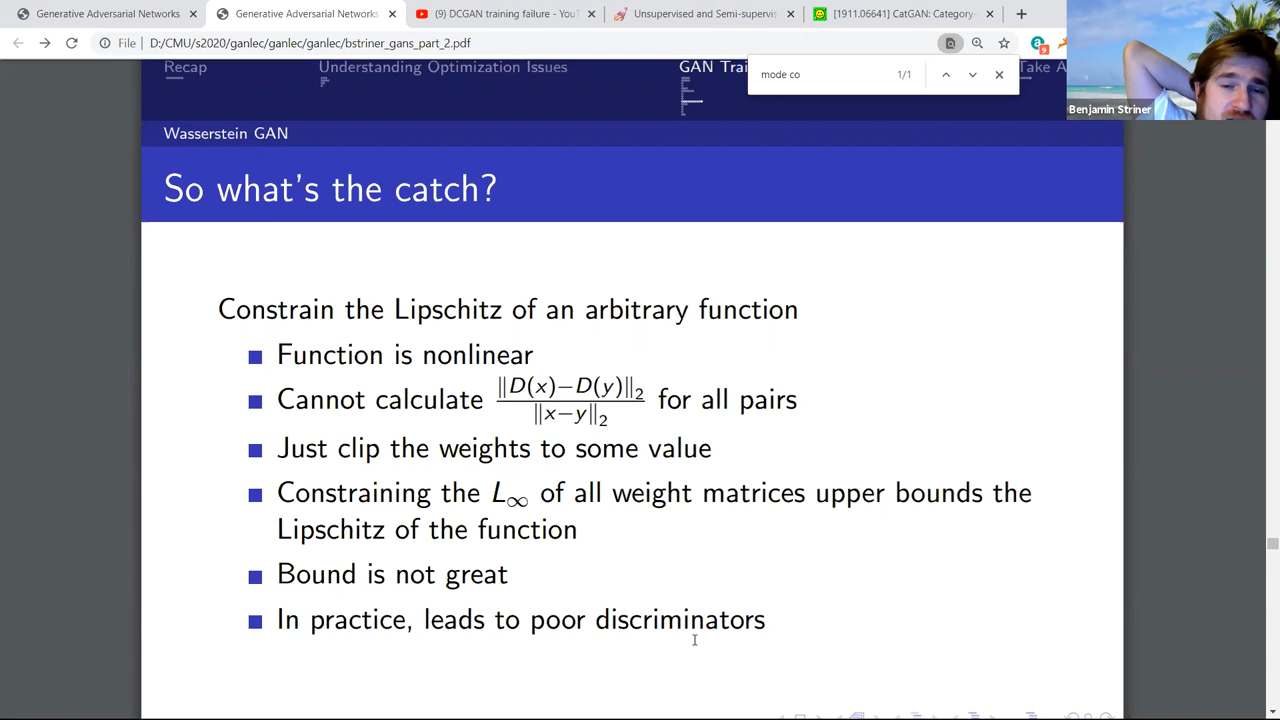 Generative Adversarial Networks
Generative Adversarial Networks
(9) DCGAN training failure - YouT
Unsupervised and Semi-supervis
[1911.06641] CatGAN: Category-
File | D:/CMU/s2020/ganlec/ganlec/ganlec/bstriner_gans_part_2.pdf
9
mode co
1/1
Benjamin Striner
Recap
Understanding Optimization Issues
GAN Trai
Take A
Wasserstein GAN
So what's the catch?
Constrain the Lipschitz of an arbitrary function
Function is nonlinear
Cannot calculate ‖D(x)−D(y)‖₂ / ‖x−y‖₂ for all pairs
Just clip the weights to some value
Constraining the L∞ of all weight matrices upper bounds the
Lipschitz of the function
Bound is not great
In practice, leads to poor discriminators